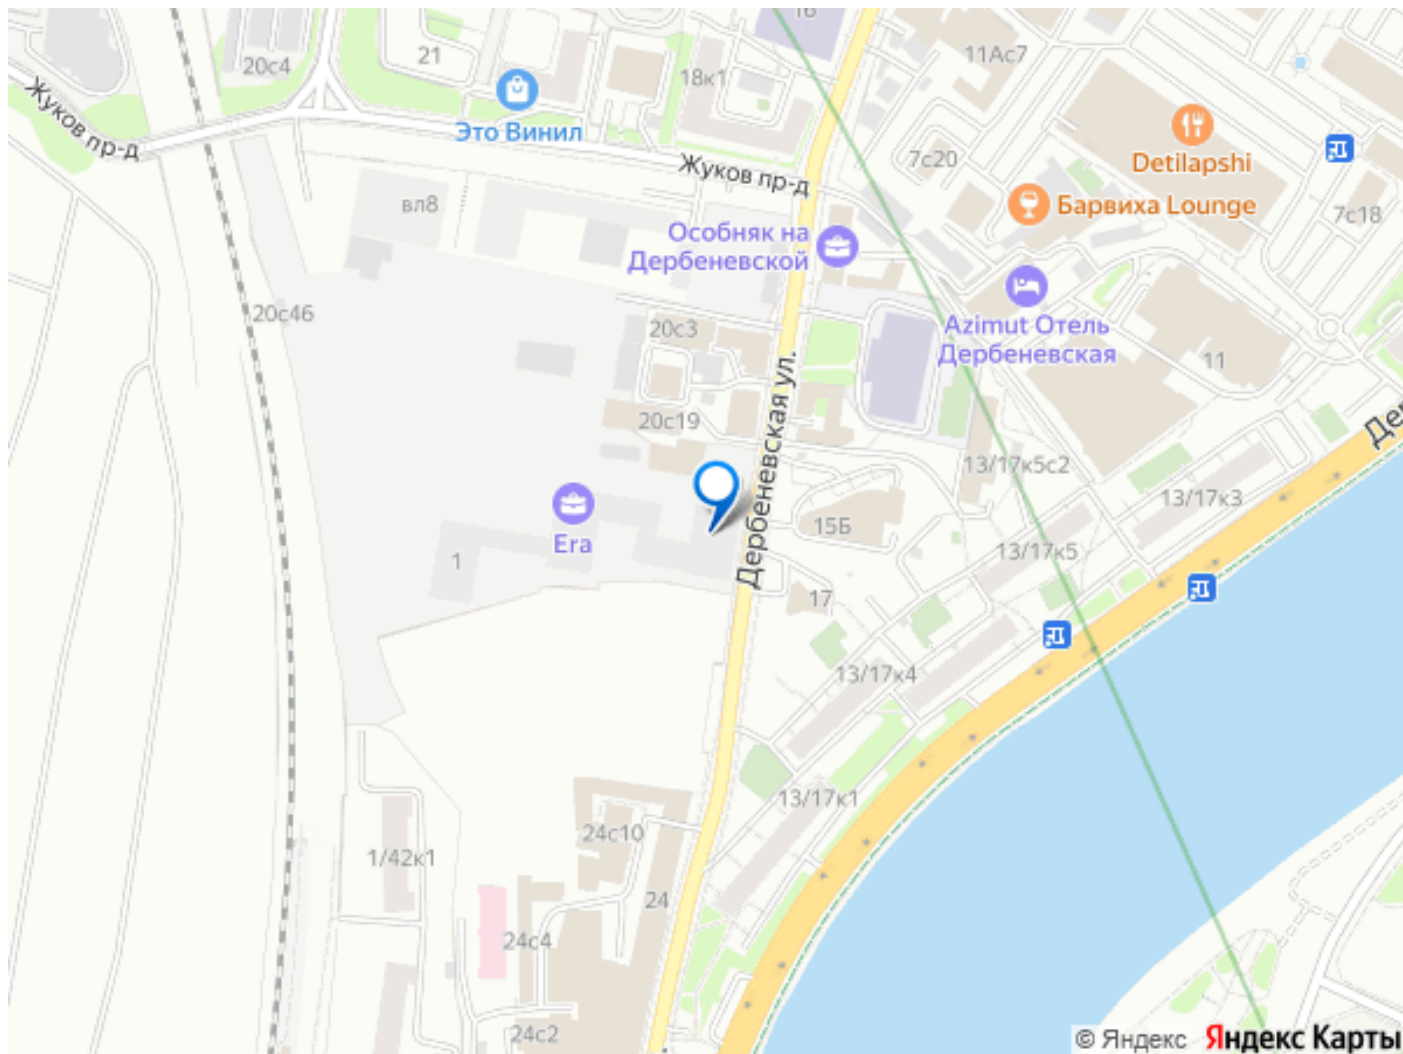 16
21
20с4
11Ас7
18к1
Жуков пр-д
Это Винил
Detilapshi
7с20
Жуков пр-д
Барвиха Lounge
7с18
вл8
Особняк на
Дербеневской
20с46
20с3
Azimut Отель
Дербеневская
11
20с19
Дербеневская ул.
13/17к5с2
13/17к3
15Б
Era
1
13/17к5
17
13/17к4
13/17к1
24с10
1/42к1
24
24с4
24с2
© Яндекс Яндекс Карты